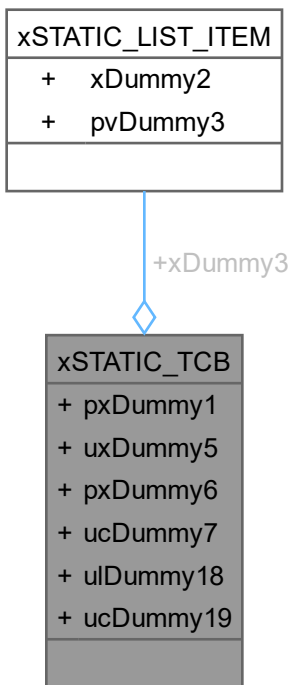 xSTATIC_LIST_ITEM
+ xDummy2
+ pvDummy3
+xDummy3
xSTATIC_TCB
+ pxDummy1
+ uxDummy5
+ pxDummy6
+ ucDummy7
+ ulDummy18
+ ucDummy19